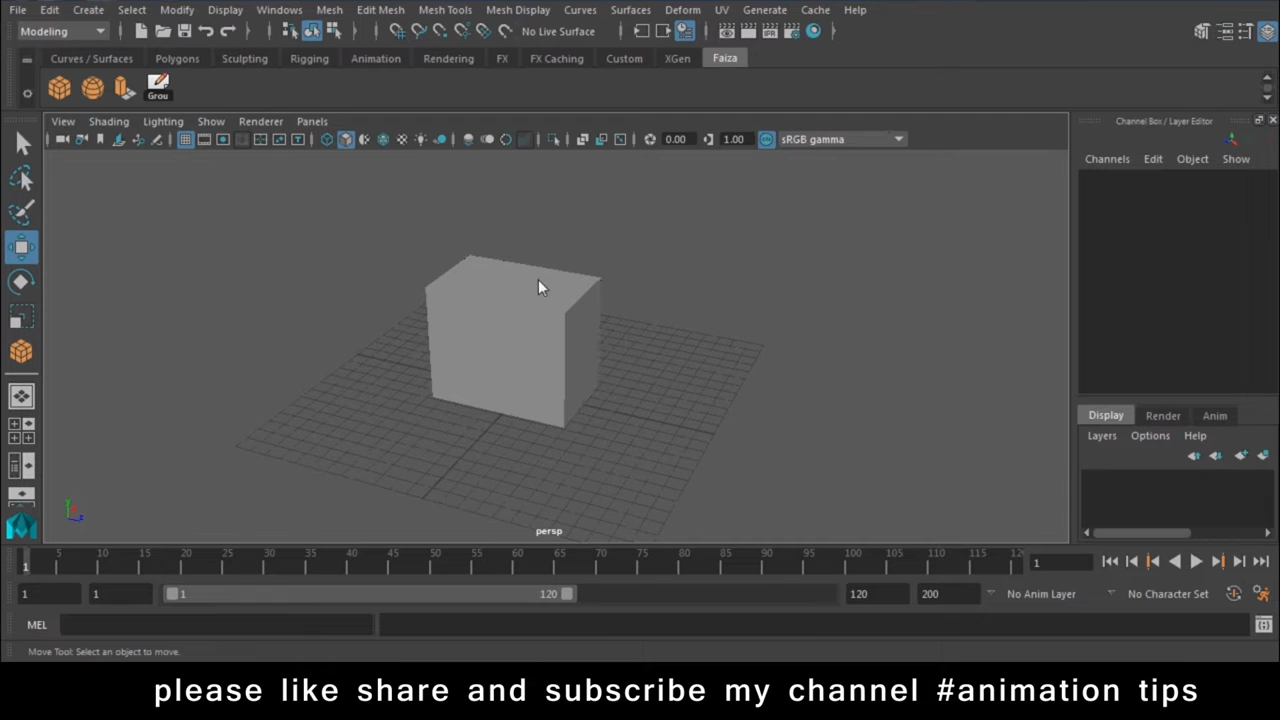 File Edit Create Select Modify Display Windows Mesh Edit Mesh Mesh Tools Mesh Display Curves Surfaces Deform UV Generate Cache Help
Modeling No Live Surface
Curves / Surfaces Polygons Sculpting Rigging Animation Rendering FX FX Caching Custom XGen Faiza
Grou
View Shading Lighting Show Renderer Panels
0.00 1.00 sRGB gamma
Channel Box / Layer Editor
Channels Edit Object Show
persp
Display Render Anim
Layers Options Help
5 10 15 20 25 30 35 40 45 50 55 60 65 70 75 80 85 90 95 100 105 110 115 12
1 1
1 1 1 120 120 200 No Anim Layer No Character Set
MEL
Move Tool: Select an object to move.
please like share and subscribe my channel #animation tips